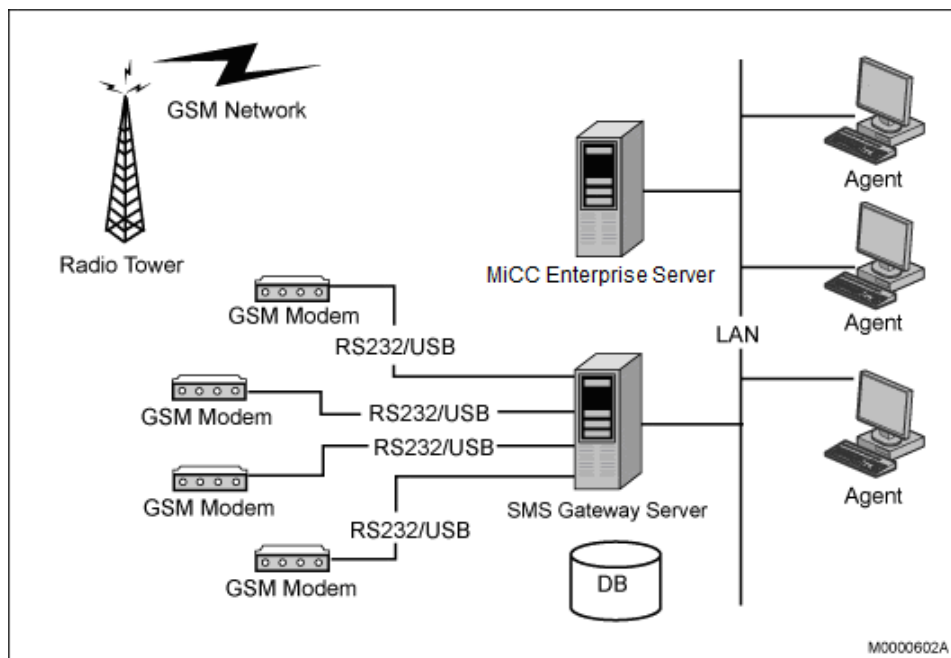 GSM Network
Radio Tower
MiCC Enterprise Server
Agent
Agent
Agent
LAN
GSM Modem
RS232/USB
GSM Modem
RS232/USB
RS232/USB
GSM Modem
RS232/USB
GSM Modem
SMS Gateway Server
DB
M0000602A